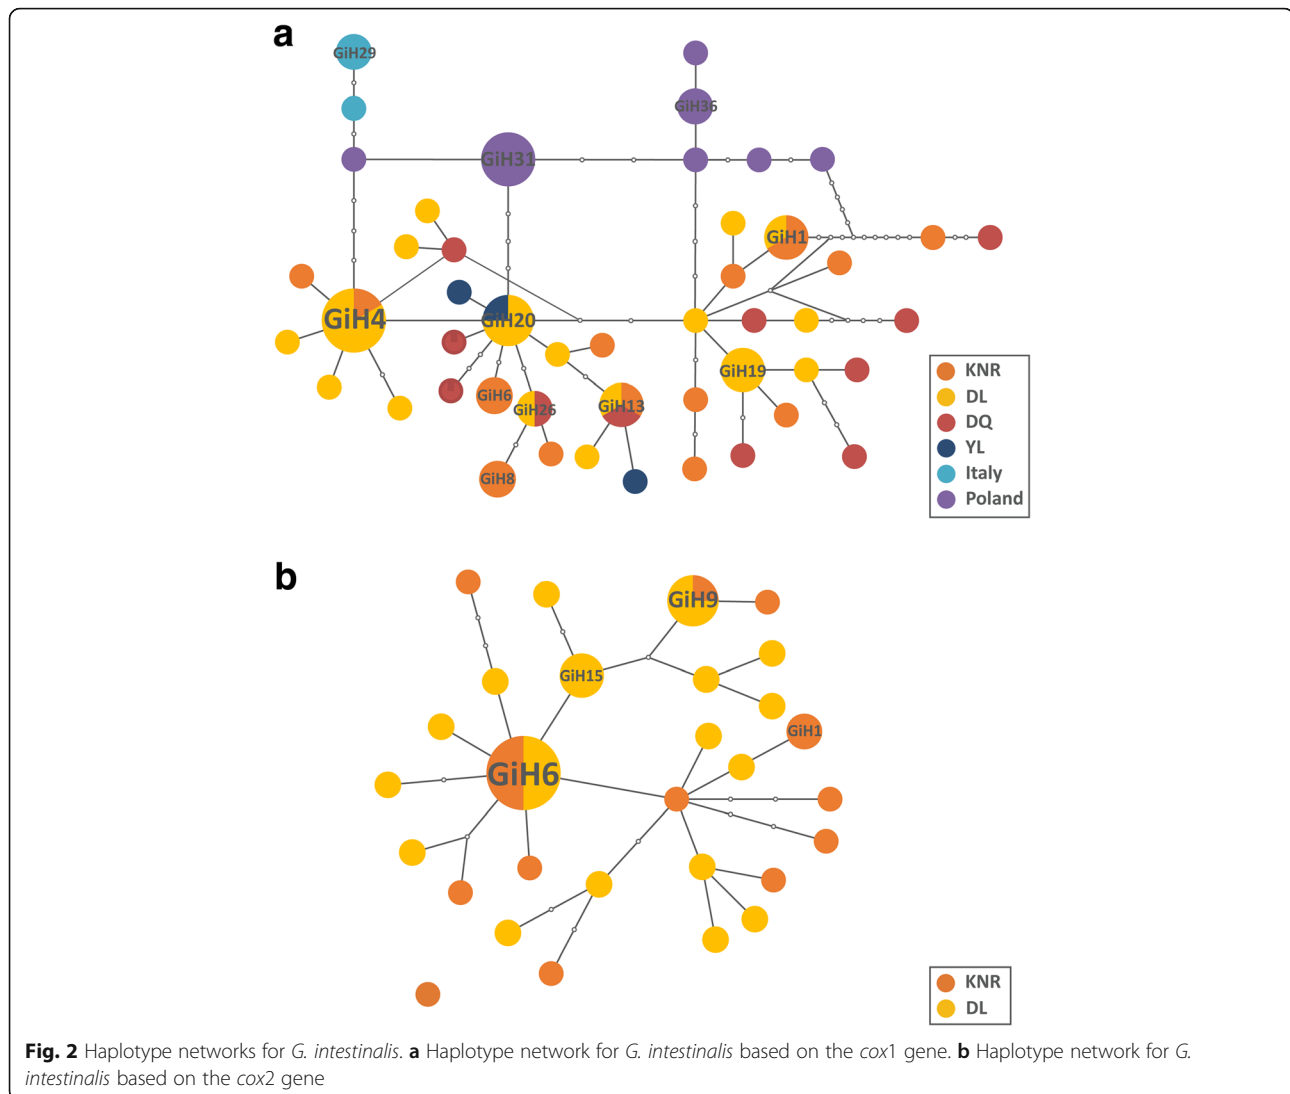 a
GiH29
GiH36
GiH31
GiH1
GiH4
GiH20
GiH19
GiH6
GiH26
GiH13
GiH8
KNR
DL
DQ
YL
Italy
Poland
b
GiH9
GiH15
GiH1
GiH6
KNR
DL
Fig. 2 Haplotype networks for G. intestinalis. a Haplotype network for G. intestinalis based on the cox1 gene. b Haplotype network for G.
intestinalis based on the cox2 gene